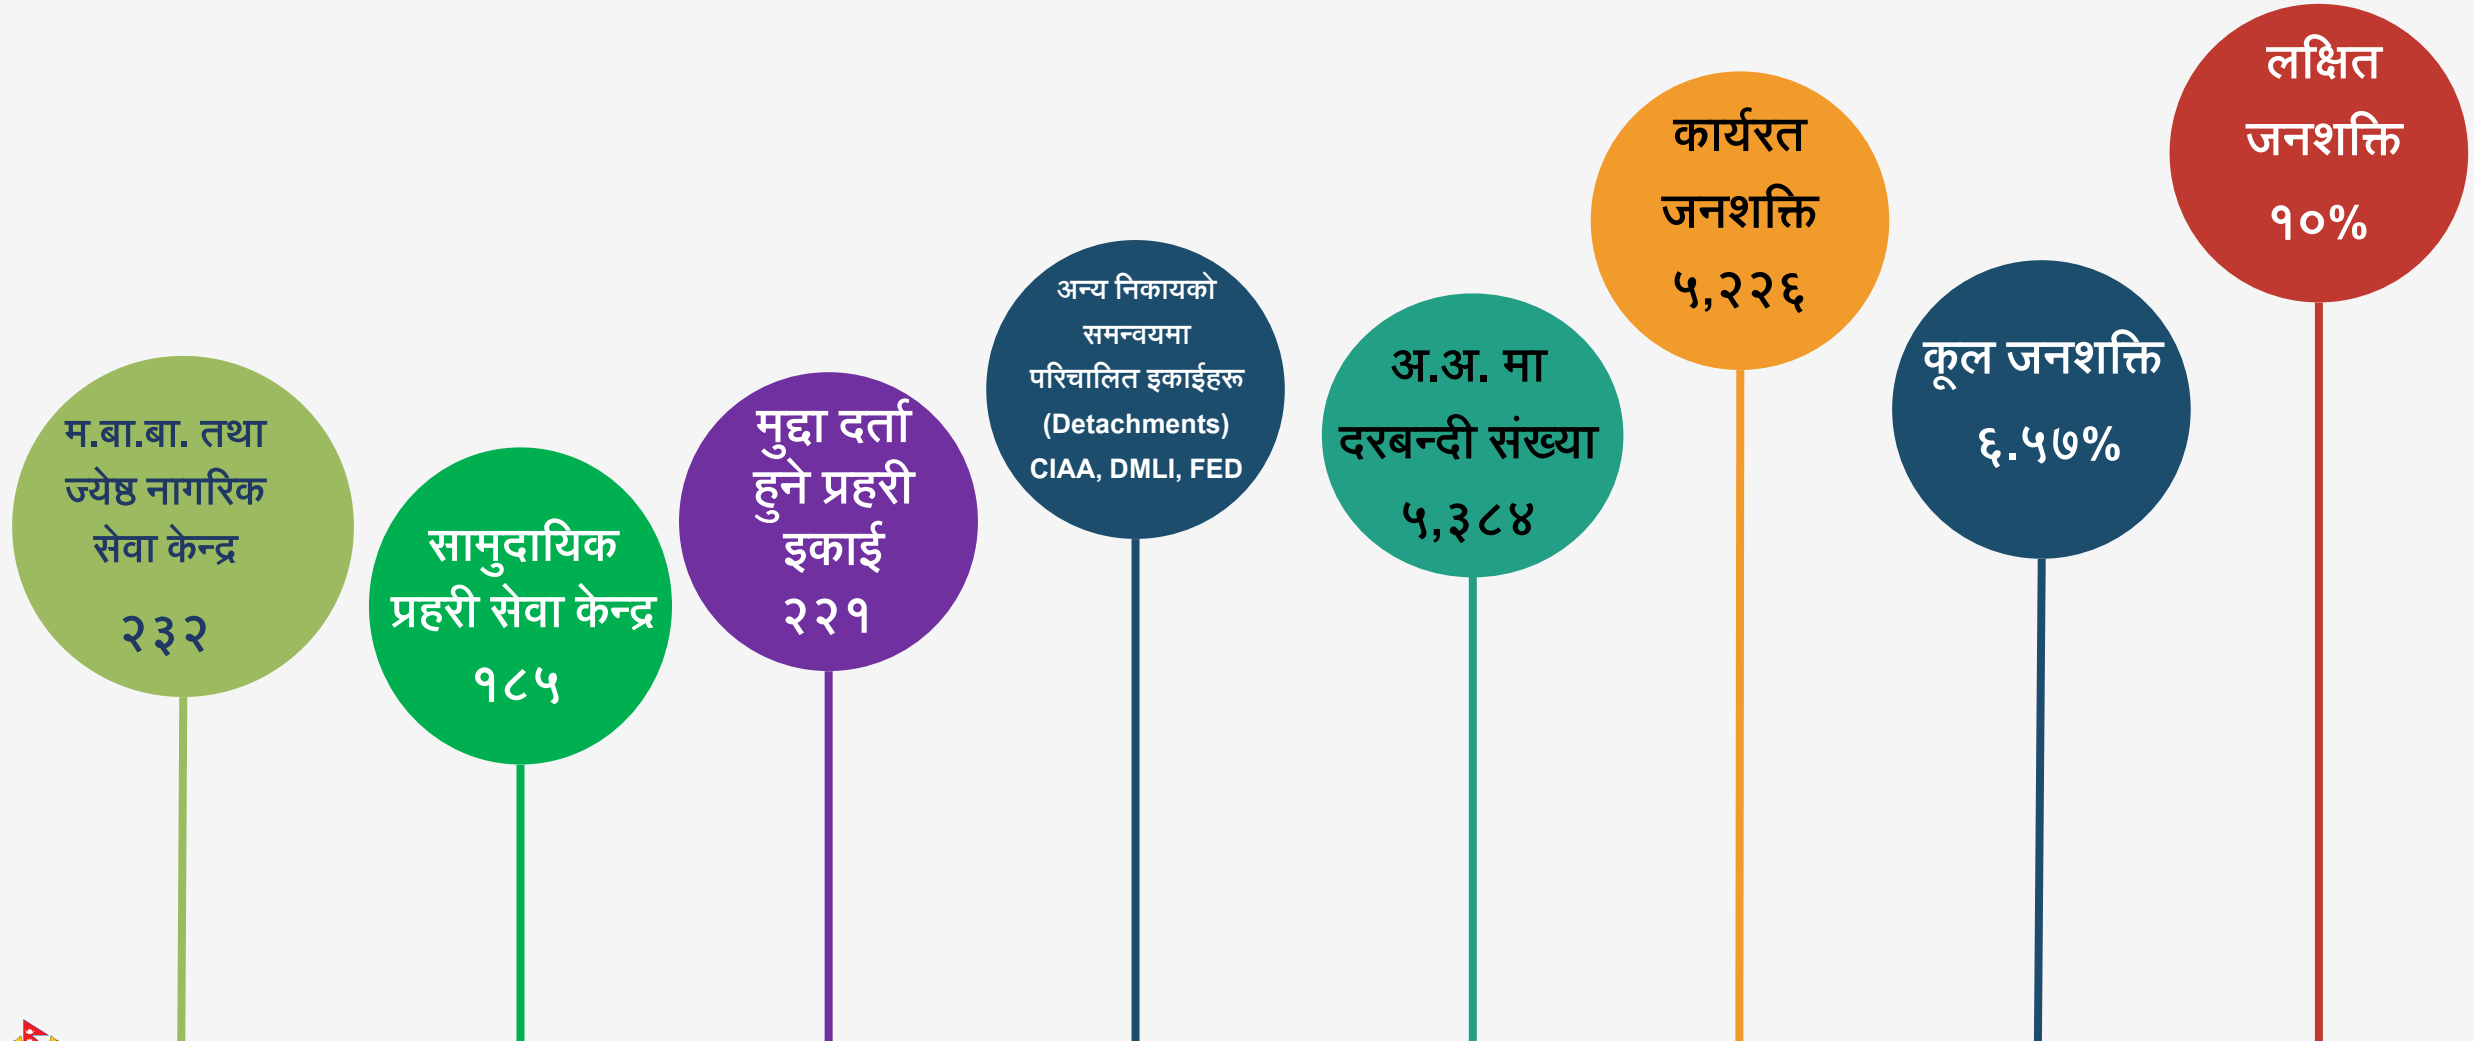 म.बा.बा. तथा
ज्येष्ठ नागरिक
सेवा केन्द्र
२३२
सामुदायिक
प्रहरी सेवा केन्द्र
१८५
मुद्दा दर्ता
हुने प्रहरी
इकाई
२२१
अन्य निकायको
समन्वयमा
परिचालित इकाईहरू
(Detachments)
CIAA, DMLI, FED
अ.अ. मा
दरबन्दी संख्या
५,३८४
कार्यरत
जनशक्ति
५,२२६
कूल जनशक्ति
६.५७%
लक्षित
जनशक्ति
१०%